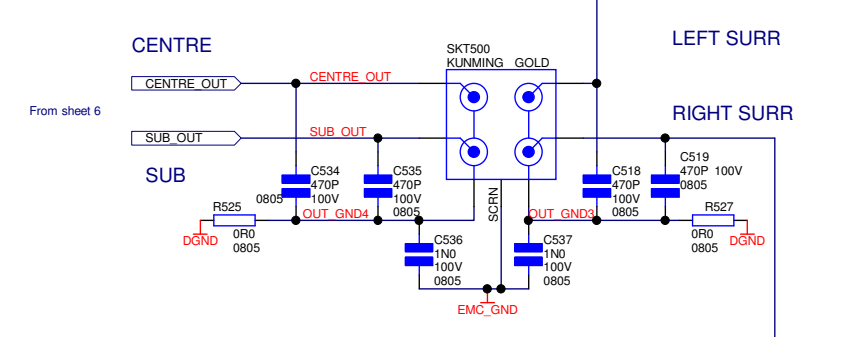 CENTRE
SKT500
KUNMING GOLD
LEFT SURR
CENTRE_OUT
CENTRE_OUT
From sheet 6
RIGHT SURR
SUB_OUT
SUB_OUT
SUB
C534
470P
100V
0805
C535
470P
100V
0805
C518
470P
100V
0805
C519
470P 100V
0805
SCRN
R525
0R0
0805
DGND
OUT_GND4
OUT_GND3
R527
0R0
0805
DGND
C536
1N0
100V
0805
C537
1N0
100V
0805
EMC_GND